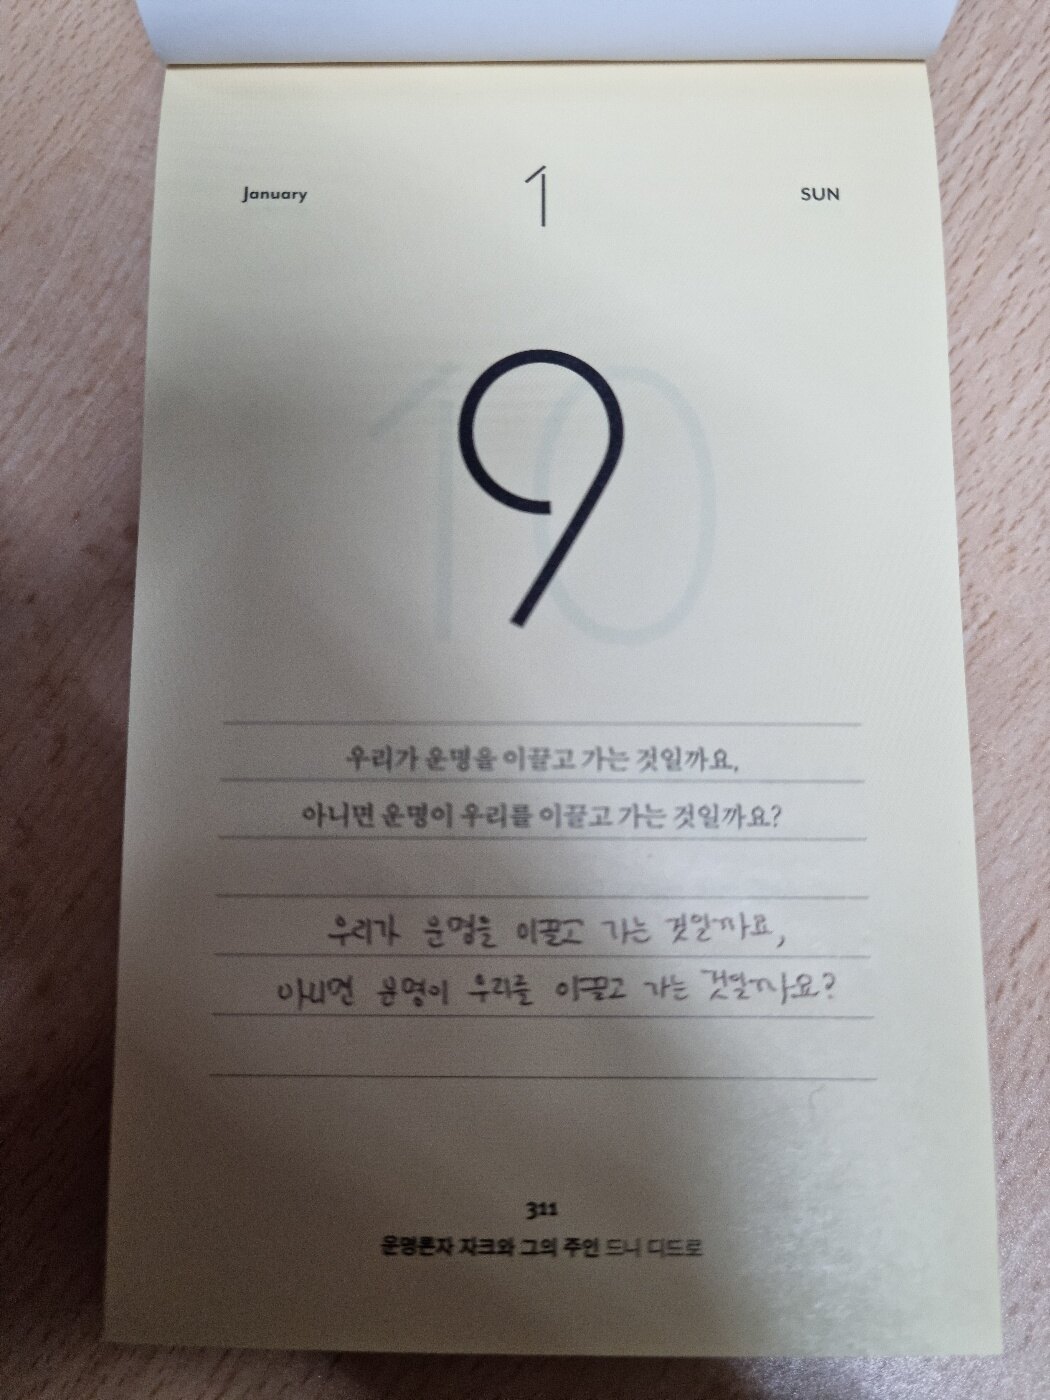 January 1 SUN
9
10
우리가 운명을 이끌고 가는 것일까요,
아니면 운명이 우리를 이끌고 가는 것일까요?
우리가 운명을 이끌고 가는 것일까요,
아니면 운명이 우리를 이끌고 가는 것일까요?
311
운명론자 자크와 그의 주인 드니 디드로